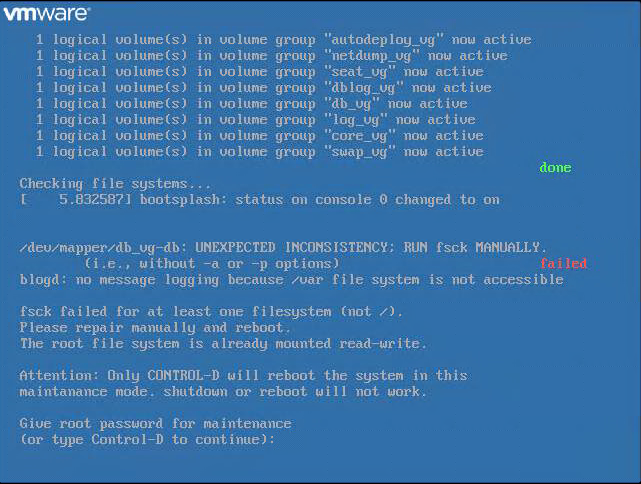 vmware
1 logical volume(s) in volume group "autodeploy_vg" now active
1 logical volume(s) in volume group "netdump_vg" now active
1 logical volume(s) in volume group "seat_vg" now active
1 logical volume(s) in volume group "dblog_vg" now active
1 logical volume(s) in volume group "db_vg" now active
1 logical volume(s) in volume group "log_vg" now active
1 logical volume(s) in volume group "core_vg" now active
1 logical volume(s) in volume group "swap_vg" now active
done
Checking file systems...
[    5.832587] bootsplash: status on console 0 changed to on
/dev/mapper/db_vg-db: UNEXPECTED INCONSISTENCY; RUN fsck MANUALLY.
(i.e., without -a or -p options) failed
blogd: no message logging because /var file system is not accessible
fsck failed for at least one filesystem (not /).
Please repair manually and reboot.
The root file system is already mounted read-write.
Attention: Only CONTROL-D will reboot the system in this
maintanance mode. shutdown or reboot will not work.
Give root password for maintenance
(or type Control-D to continue):